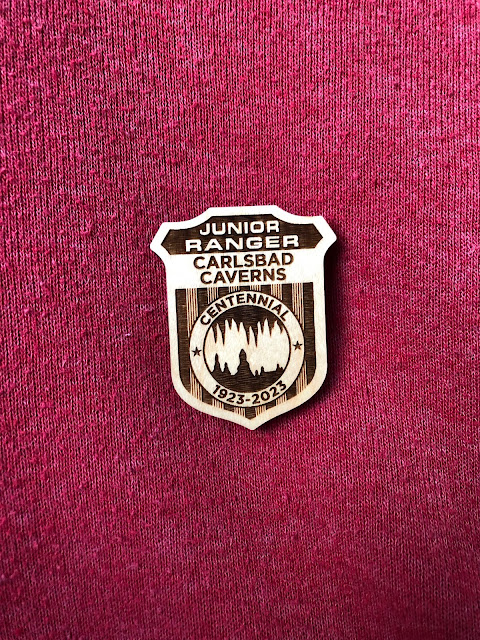 JUNIOR
RANGER
CARLSBAD
CAVERNS
CENTENNIAL
1923-2023